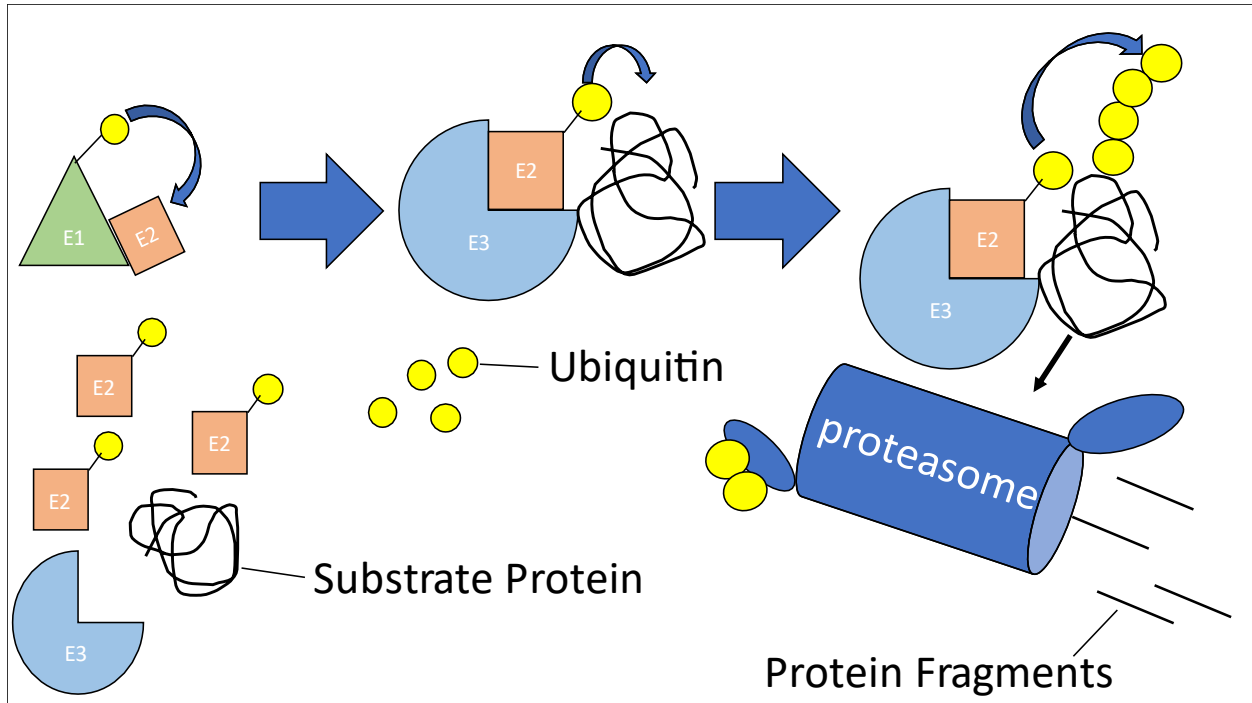 E1
E2
E2
E3
E2
E3
E2
E2
E2
Ubiquitin
proteasome
Substrate Protein
E3
Protein Fragments